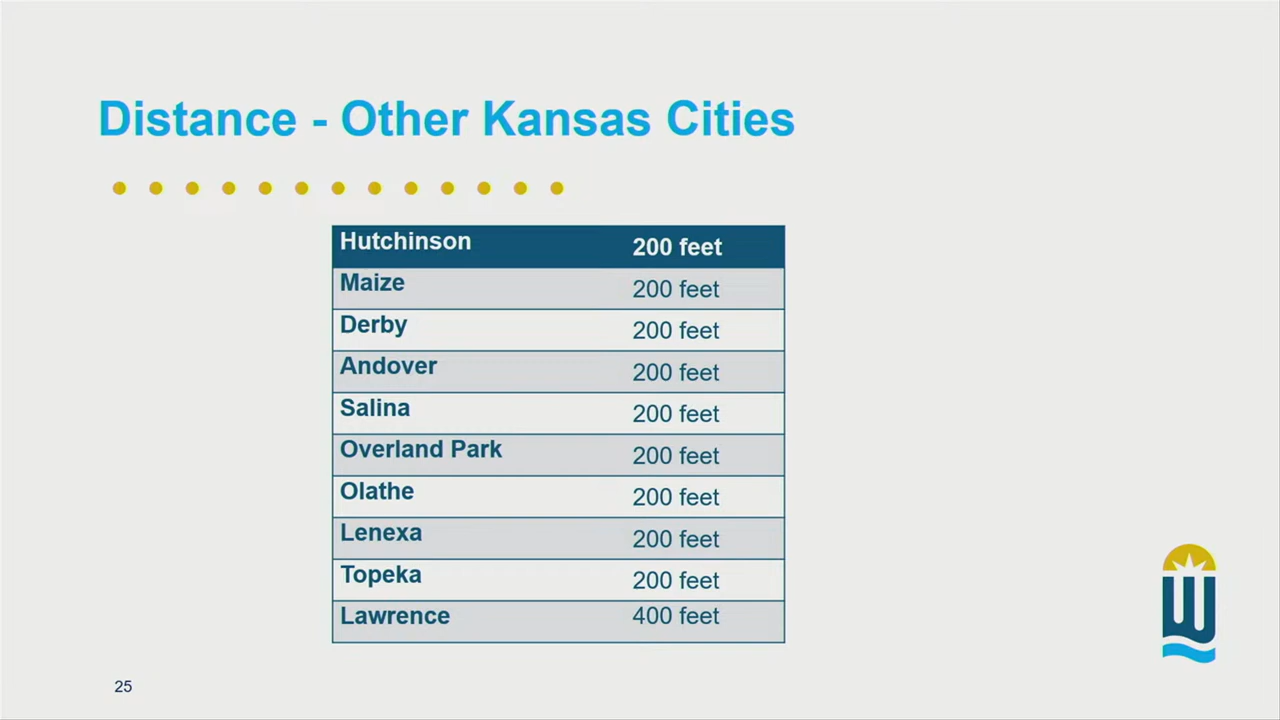 Distance - Other Kansas Cities
Hutchinson 200 feet
Maize 200 feet
Derby 200 feet
Andover 200 feet
Salina 200 feet
Overland Park 200 feet
Olathe 200 feet
Lenexa 200 feet
Topeka 200 feet
Lawrence 400 feet
W
25